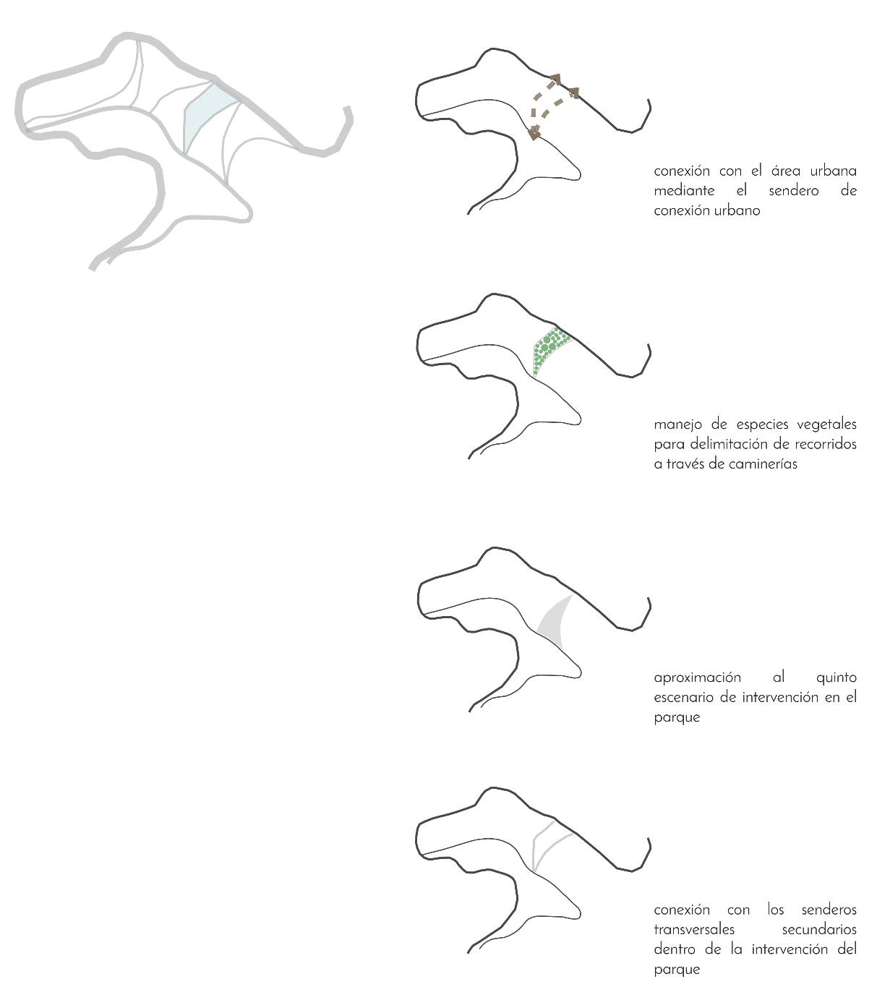 conexión con el área urbana
mediante el sendero de
conexión urbano
manejo de especies vegetales
para delimitación de recorridos
a través de caminerías
aproximación al quinto
escenario de intervención en el
parque
conexión con los senderos
transversales secundarios
dentro de la intervención del
parque